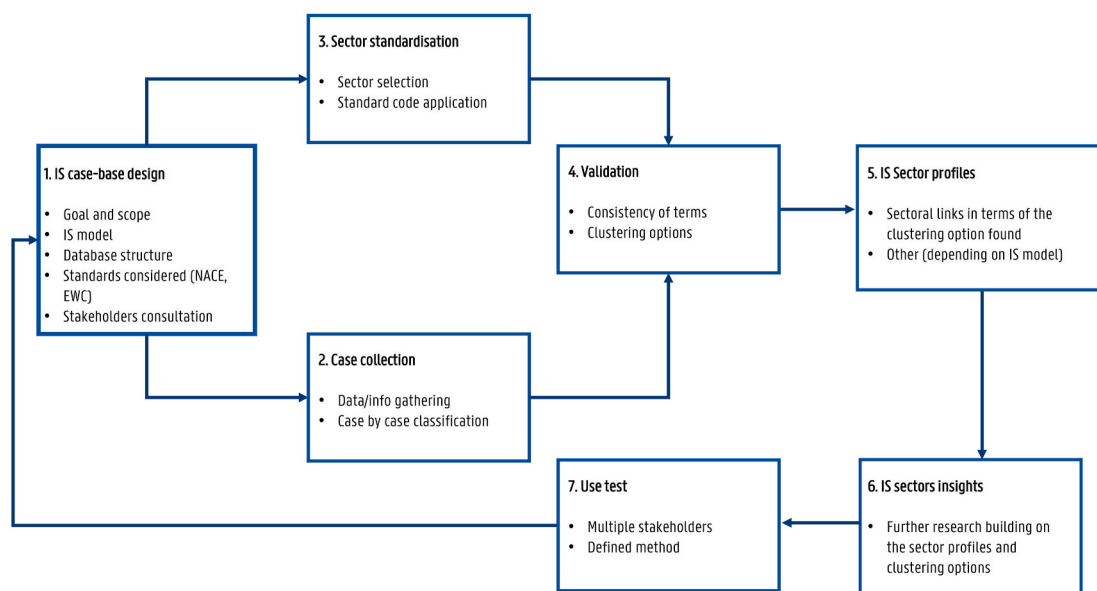 1. IS case-base design
• Goal and scope
• IS model
• Database structure
• Standards considered (NACE,
EWC)
• Stakeholders consultation
3. Sector standardisation
• Sector selection
• Standard code application
2. Case collection
• Data/info gathering
• Case by case classification
4. Validation
• Consistency of terms
• Clustering options
5. IS Sector profiles
• Sectoral links in terms of the
clustering option found
• Other (depending on IS model)
6. IS sectors insights
• Further research building on
the sector profiles and
clustering options
7. Use test
• Multiple stakeholders
• Defined method